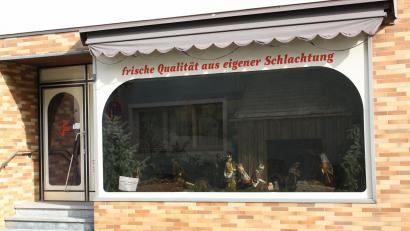 frische Qualität aus eigener Schlachtung